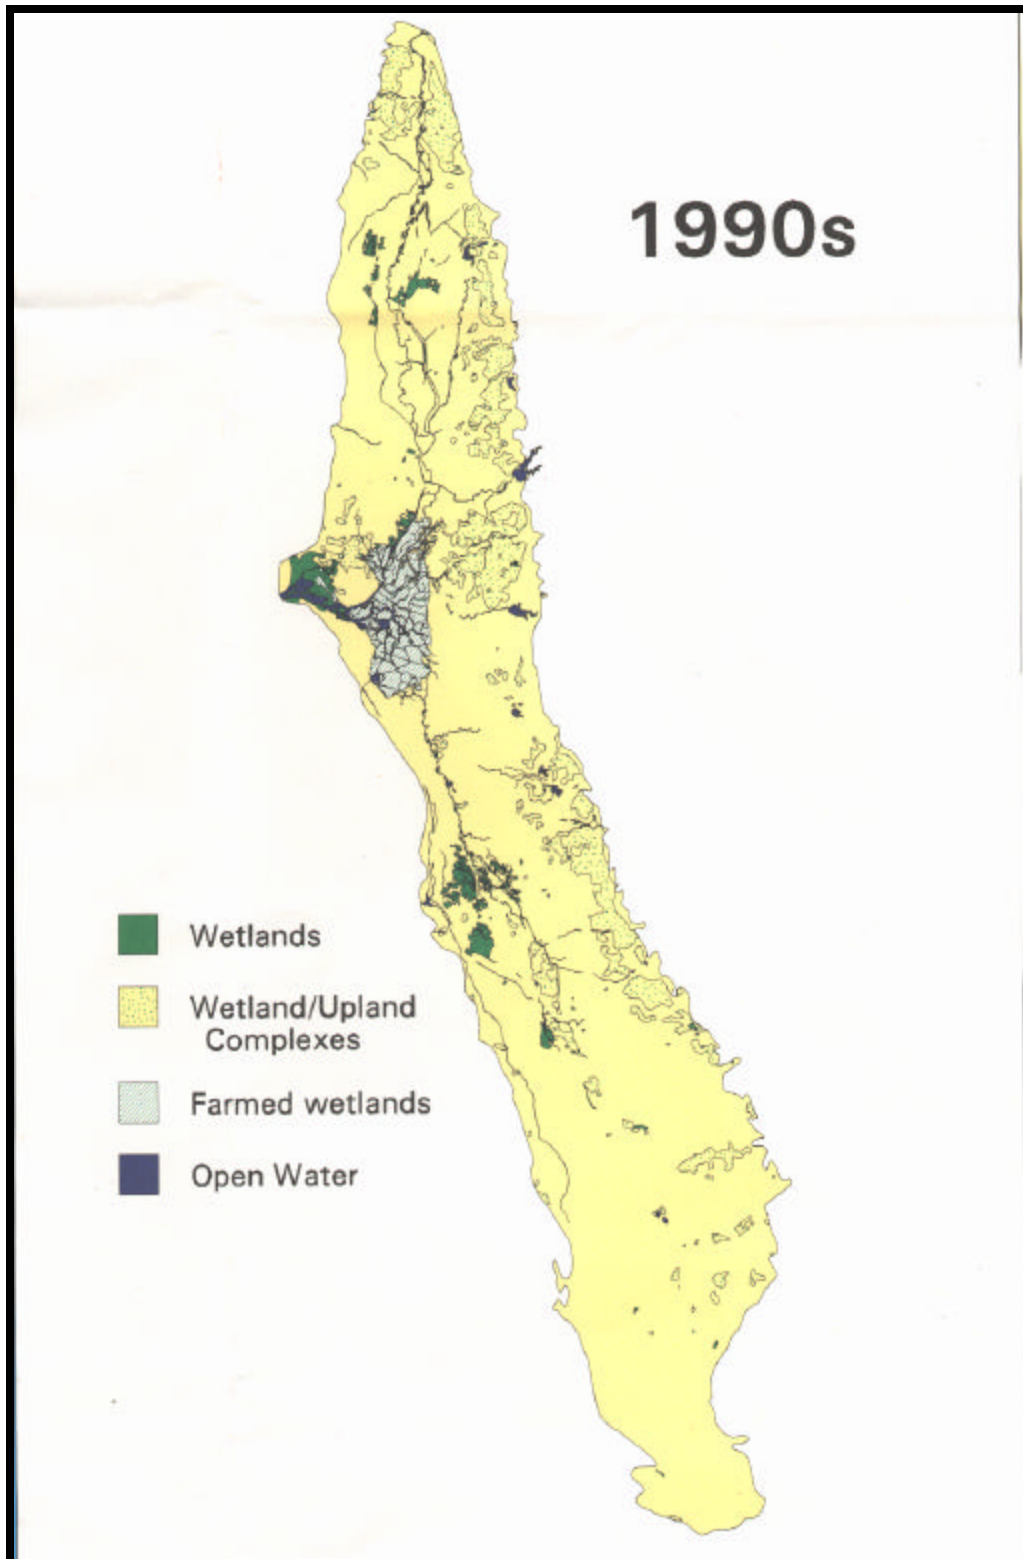 1990s
Wetlands
Wetland/Upland
Complexes
Farmed wetlands
Open Water